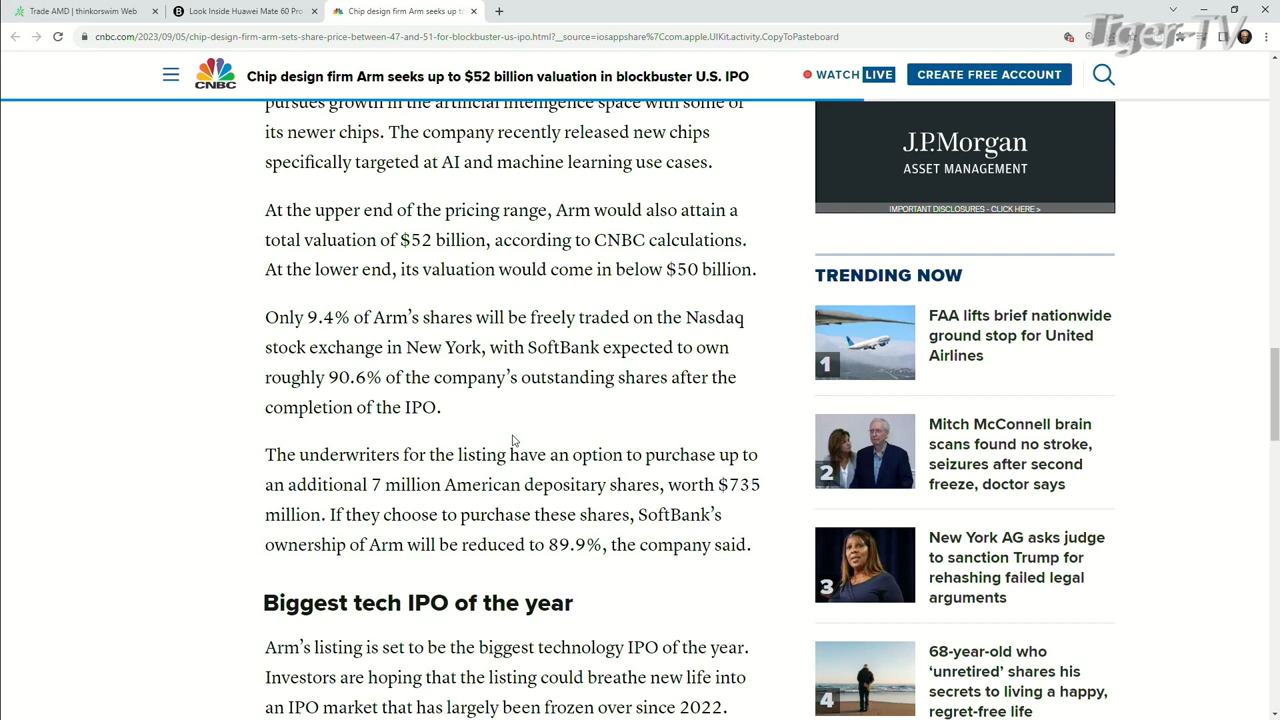 Trade AMD | thinkorswim Web
Look Inside Huawei Mate 60 Pro
Chip design firm Arm seeks up to
Tiger-TV
cnbc.com/2023/09/05/chip-design-firm-arm-sets-share-price-between-47-and-51-for-blockbuster-us-ipo.html?__source=iosappshare%7Ccom.apple.UIKit.activity.CopyToPasteboard
CNBC
Chip design firm Arm seeks up to $52 billion valuation in blockbuster U.S. IPO
WATCH LIVE
CREATE FREE ACCOUNT
pursues growth in the artificial intelligence space with some of
its newer chips. The company recently released new chips
specifically targeted at AI and machine learning use cases.
At the upper end of the pricing range, Arm would also attain a
total valuation of $52 billion, according to CNBC calculations.
At the lower end, its valuation would come in below $50 billion.
Only 9.4% of Arm’s shares will be freely traded on the Nasdaq
stock exchange in New York, with SoftBank expected to own
roughly 90.6% of the company’s outstanding shares after the
completion of the IPO.
The underwriters for the listing have an option to purchase up to
an additional 7 million American depositary shares, worth $735
million. If they choose to purchase these shares, SoftBank’s
ownership of Arm will be reduced to 89.9%, the company said.
Biggest tech IPO of the year
Arm’s listing is set to be the biggest technology IPO of the year.
Investors are hoping that the listing could breathe new life into
an IPO market that has largely been frozen over since 2022.
J.P.Morgan
ASSET MANAGEMENT
IMPORTANT DISCLOSURES - CLICK HERE >
TRENDING NOW
1
FAA lifts brief nationwide
ground stop for United
Airlines
2
Mitch McConnell brain
scans found no stroke,
seizures after second
freeze, doctor says
3
New York AG asks judge
to sanction Trump for
rehashing failed legal
arguments
4
68-year-old who
‘unretired’ shares his
secrets to living a happy,
regret-free life